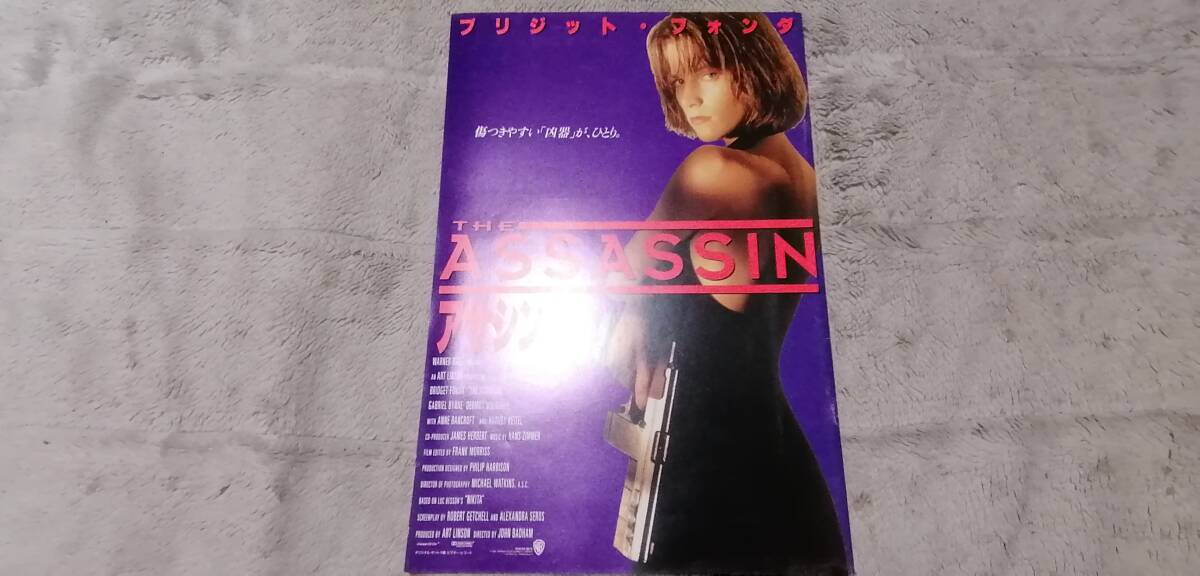 ブリジット・フォンダ
傷つきやすい「凶器」が、ひとり。
THE
ASSASSIN
アサシン
WARNER
AN ART LINSON
BRIDGET FONDA
GABRIEL BYRNE DERMOT MULRONEY
WITH ANNE BANCROFT AND HARVEY KEITEL
CO-PRODUCER JAMES HERBERT MUSIC BY HANS ZIMMER
FILM EDITED BY FRANK MORRISS
PRODUCTION DESIGNED BY PHILIP HARRISON
DIRECTOR OF PHOTOGRAPHY MICHAEL WATKINS, A.S.C.
BASED ON LUC BESSON'S "NIKITA"
SCREENPLAY BY ROBERT GETCHELL AND ALEXANDRA SEROS
PRODUCED BY ART LINSON DIRECTED BY JOHN BADHAM